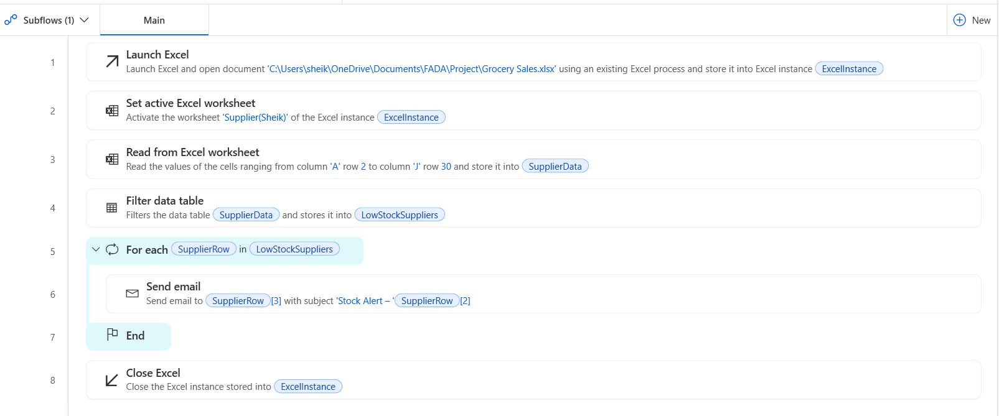 Subflows (1)
Main
New
1
Launch Excel
Launch Excel and open document 'C:\Users\sheik\OneDrive\Documents\FADA\Project\Grocery Sales.xlsx' using an existing Excel process and store it into Excel instance ExcelInstance
2
Set active Excel worksheet
Activate the worksheet 'Supplier(Sheik)' of the Excel instance ExcelInstance
3
Read from Excel worksheet
Read the values of the cells ranging from column 'A' row 2 to column 'J' row 30 and store it into SupplierData
4
Filter data table
Filters the data table SupplierData and stores it into LowStockSuppliers
5
For each SupplierRow in LowStockSuppliers
6
Send email
Send email to SupplierRow [3] with subject 'Stock Alert – ' SupplierRow [2]
7
End
8
Close Excel
Close the Excel instance stored into ExcelInstance